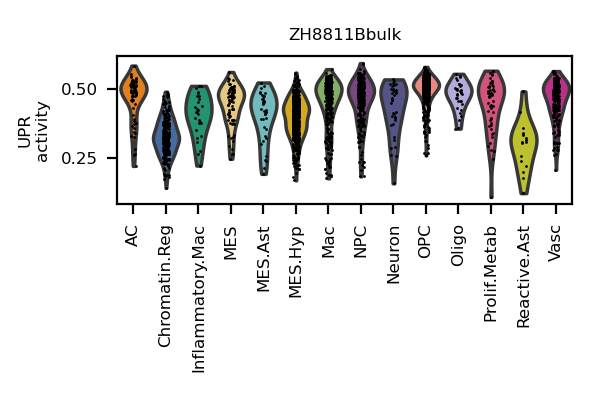 ZH8811Bbulk
UPR
activity
0.50
0.25
AC
Chromatin.Reg
Inflammatory.Mac
MES
MES.Ast
MES.Hyp
Mac
NPC
Neuron
OPC
Oligo
Prolif.Metab
Reactive.Ast
Vasc